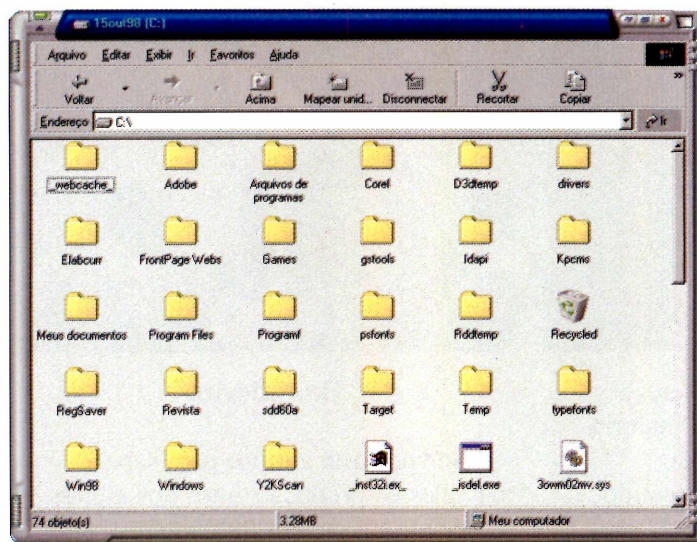 15out98 (C:)
Arquivo Editar Exibir Ir Favoritos Ajuda
Voltar Avançar Acima Mapear unid... Disconnectar Recortar Copiar »
Endereço C:\ Ir
_webcache_ Adobe Arquivos de programas Corel D3dtemp drivers
Elabcurr FrontPage Webs Games gstools Idapi Kpcms
Meus documentos Program Files Programf psfonts Rddtemp Recycled
RegSaver Revista sdd60a Target Temp typefonts
Win98 Windows Y2KScan _inst32i.ex_ _isdel.exe 3owm02mv.sys
74 objeto(s) 3,28MB Meu computador